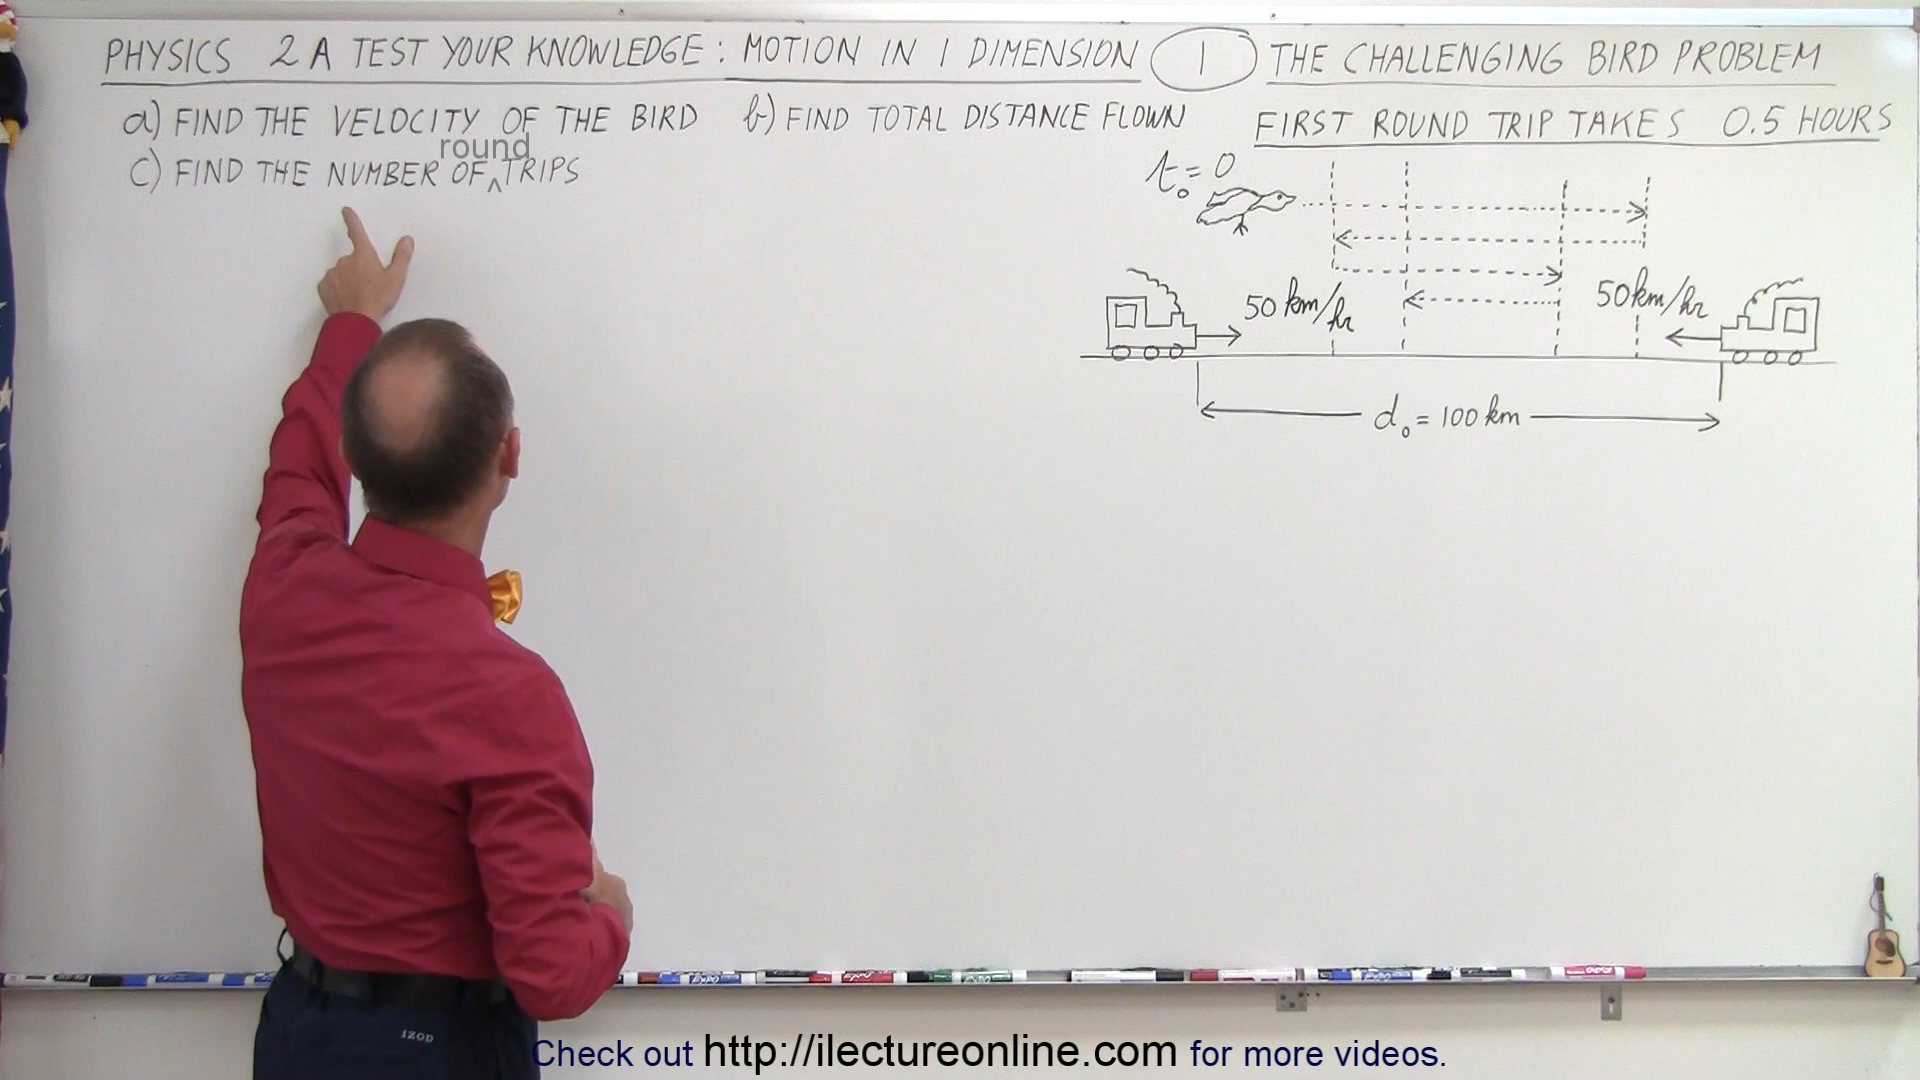 PHYSICS 2A TEST YOUR KNOWLEDGE: MOTION IN 1 DIMENSION 1 THE CHALLENGING BIRD PROBLEM
a) FIND THE VELOCITY OF THE BIRD b) FIND TOTAL DISTANCE FLOWN
FIRST ROUND TRIP TAKES 0.5 HOURS
round
c) FIND THE NUMBER OF ^ TRIPS
t₀ = 0
50 km/hr
50 km/hr
d₀ = 100 km
IZOD
Check out http://ilectureonline.com for more videos.